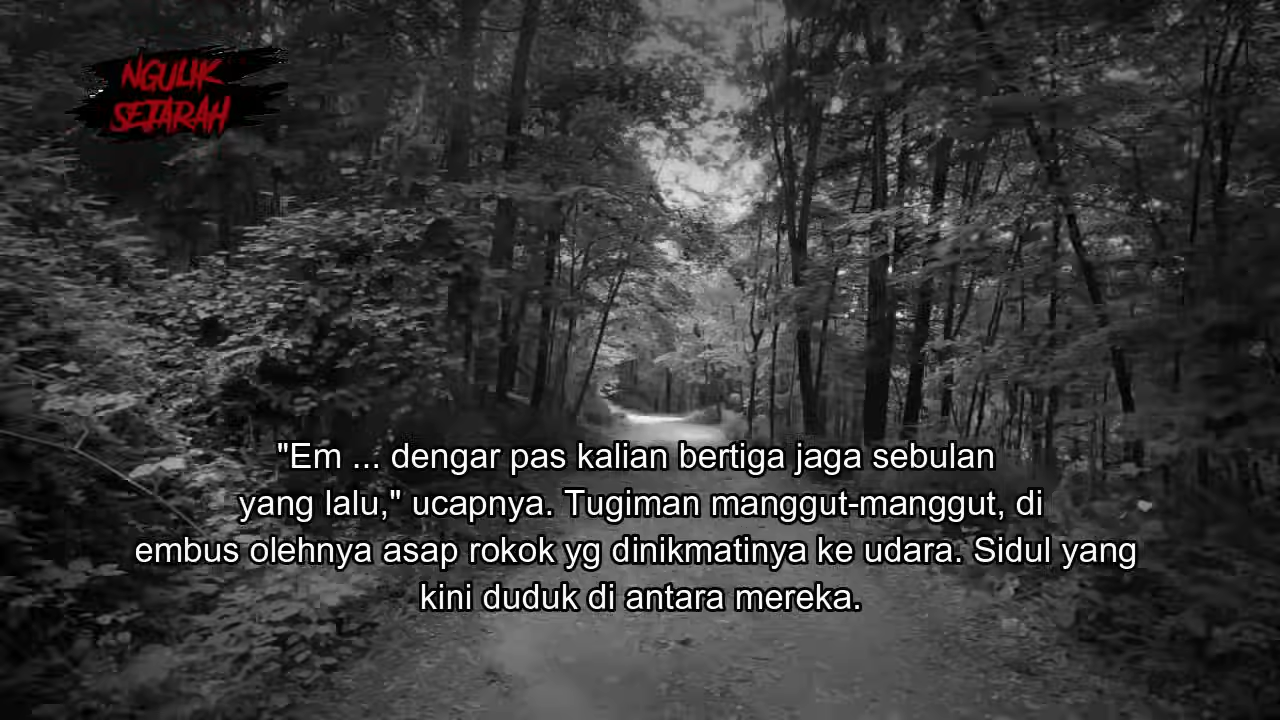 NGULIK
SEJARAH
"Em ... dengar pas kalian bertiga jaga sebulan
yang lalu," ucapnya. Tugiman manggut-manggut, di
embus olehnya asap rokok yg dinikmatinya ke udara. Sidul yang
kini duduk di antara mereka.